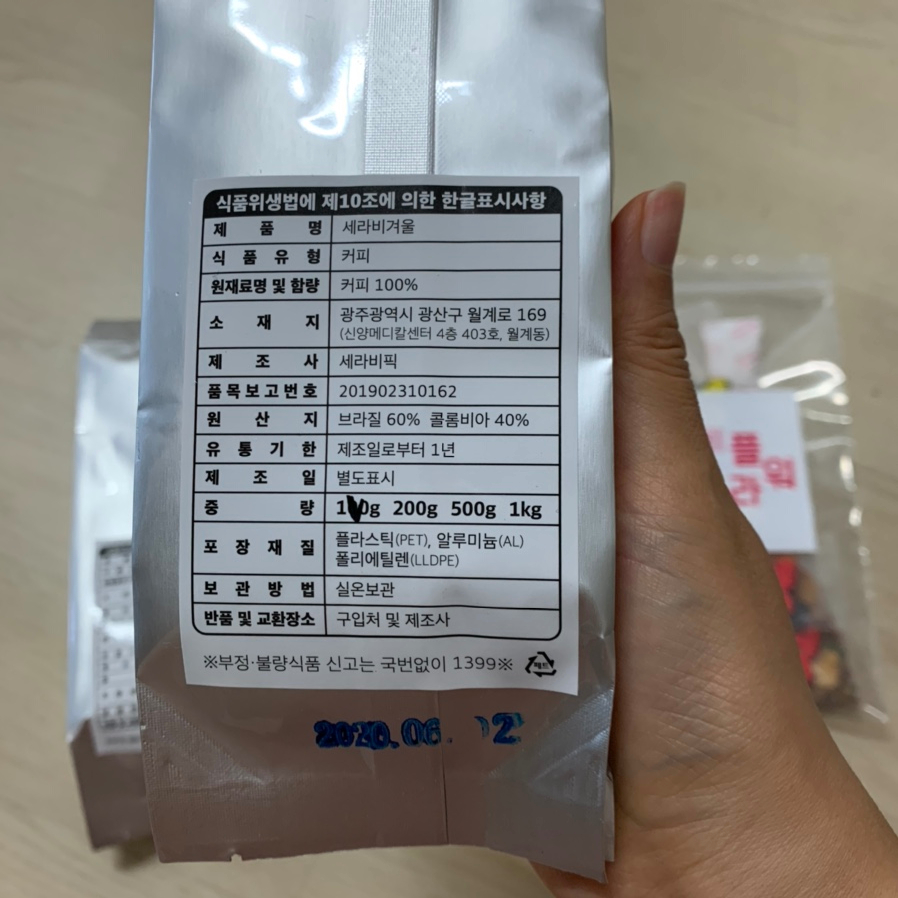 식품위생법에 제10조에 의한 한글표시사항
제 품 명 세라비겨울
식 품 유 형 커피
원재료명 및 함량 커피 100%
소 재 지 광주광역시 광산구 월계로 169
(신양메디칼센터 4층 403호, 월계동)
제 조 사 세라비픽
품목보고번호 201902310162
원 산 지 브라질 60% 콜롬비아 40%
유 통 기 한 제조일로부터 1년
제 조 일 별도표시
중 량 100g 200g 500g 1kg
포 장 재 질 플라스틱(PET), 알루미늄(AL)
폴리에틸렌(LLDPE)
보 관 방 법 실온보관
반품 및 교환장소 구입처 및 제조사
※부정·불량식품 신고는 국번없이 1399※
2020.06.
플
라
워